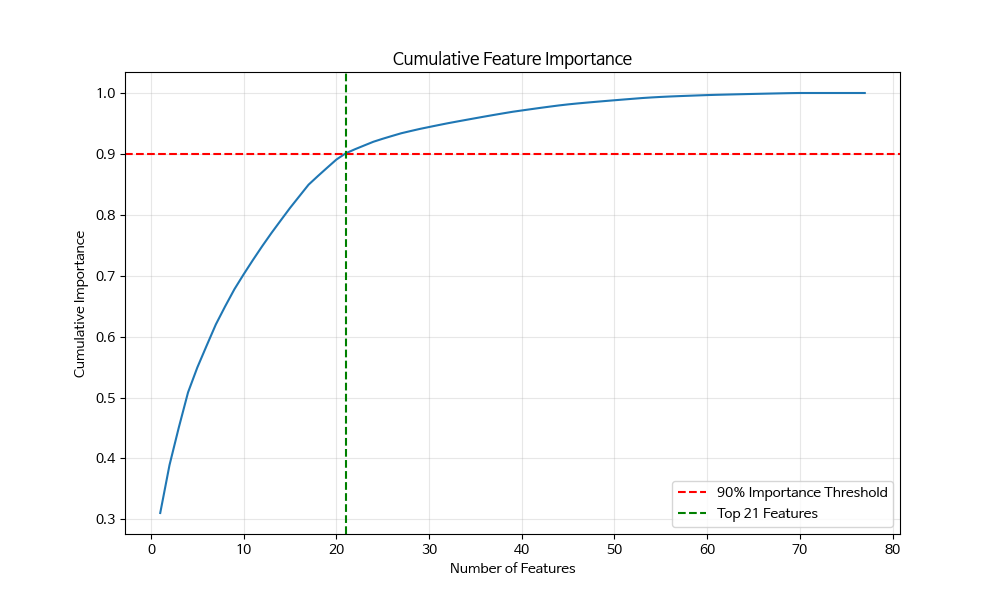 Cumulative Feature Importance
1.0
0.9
0.8
0.7
0.6
0.5
0.4
0.3
Cumulative Importance
0 10 20 30 40 50 60 70 80
Number of Features
90% Importance Threshold
Top 21 Features